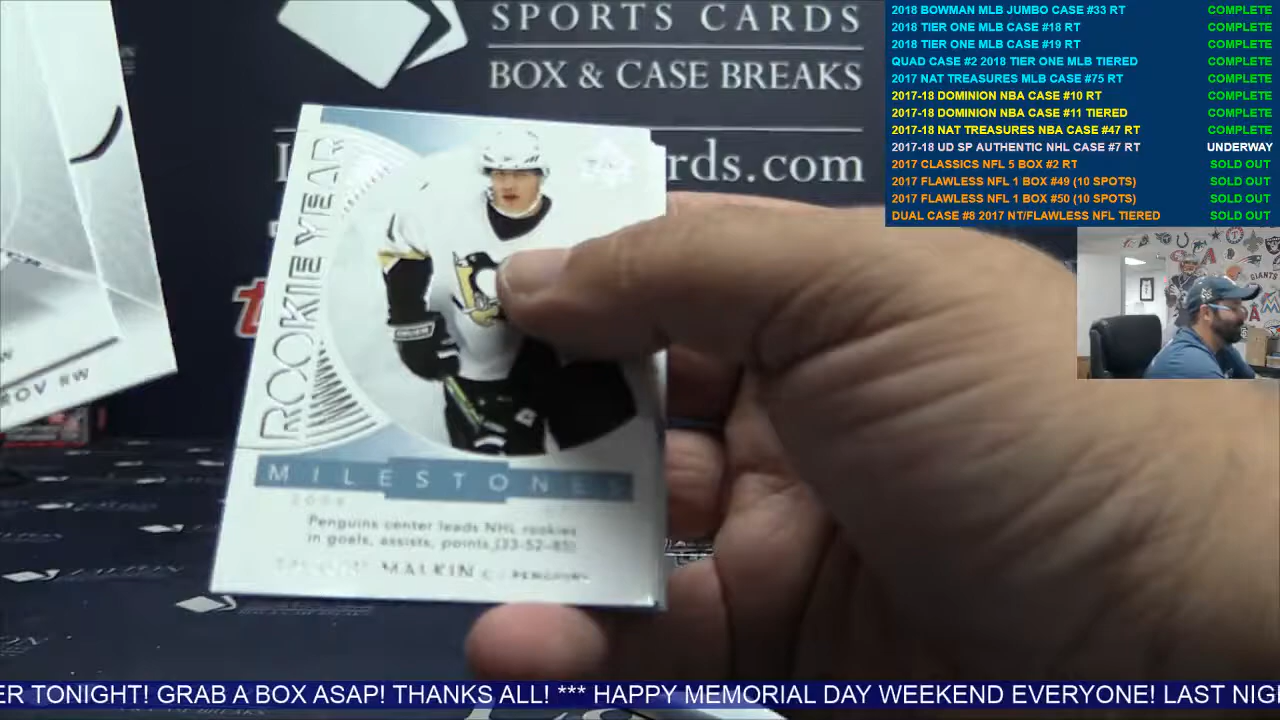 SPORTS CARDS
BOX & CASE BREAKS
rds.com
ROOKIE YEAR
MILESTONES
Penguins center leads NHL rookies
in goals, assists, points (33-52-85)
MALKIN C PENGUINS
OV RW
2018 BOWMAN MLB JUMBO CASE #33 RT COMPLETE
2018 TIER ONE MLB CASE #18 RT COMPLETE
2018 TIER ONE MLB CASE #19 RT COMPLETE
QUAD CASE #2 2018 TIER ONE MLB TIERED COMPLETE
2017 NAT TREASURES MLB CASE #75 RT COMPLETE
2017-18 DOMINION NBA CASE #10 RT COMPLETE
2017-18 DOMINION NBA CASE #11 TIERED COMPLETE
2017-18 NAT TREASURES NBA CASE #47 RT COMPLETE
2017-18 UD SP AUTHENTIC NHL CASE #7 RT UNDERWAY
2017 CLASSICS NFL 5 BOX #2 RT SOLD OUT
2017 FLAWLESS NFL 1 BOX #49 (10 SPOTS) SOLD OUT
2017 FLAWLESS NFL 1 BOX #50 (10 SPOTS) SOLD OUT
DUAL CASE #8 2017 NT/FLAWLESS NFL TIERED SOLD OUT
GIANTS
ER TONIGHT! GRAB A BOX ASAP! THANKS ALL! *** HAPPY MEMORIAL DAY WEEKEND EVERYONE! LAST NIG